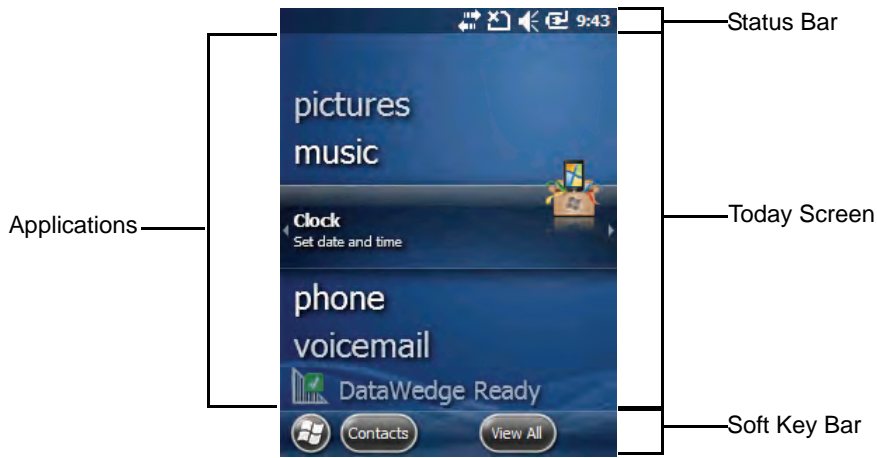 9:43
Status Bar
pictures
music
Applications
Clock
Set date and time
Today Screen
phone
voicemail
DataWedge Ready
Contacts
View All
Soft Key Bar